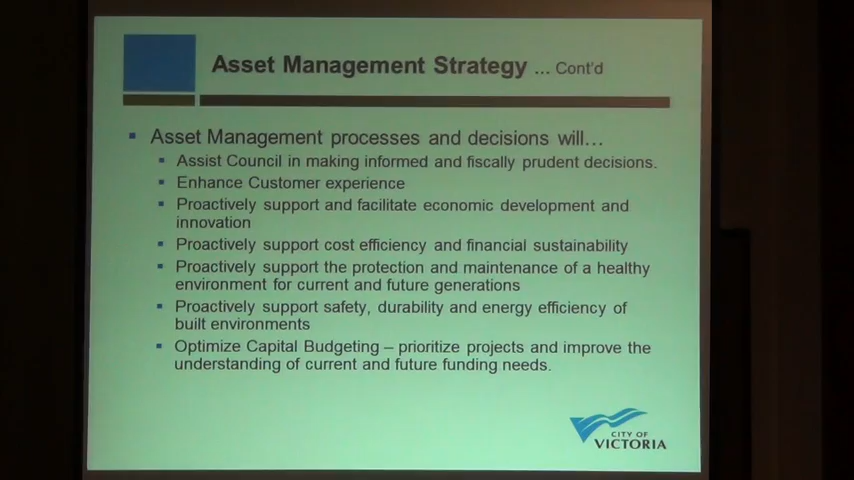 Asset Management Strategy ... Cont'd
▪ Asset Management processes and decisions will...
▪ Assist Council in making informed and fiscally prudent decisions.
▪ Enhance Customer experience
▪ Proactively support and facilitate economic development and
innovation
▪ Proactively support cost efficiency and financial sustainability
▪ Proactively support the protection and maintenance of a healthy
environment for current and future generations
▪ Proactively support safety, durability and energy efficiency of
built environments
▪ Optimize Capital Budgeting – prioritize projects and improve the
understanding of current and future funding needs.
CITY OF
VICTORIA